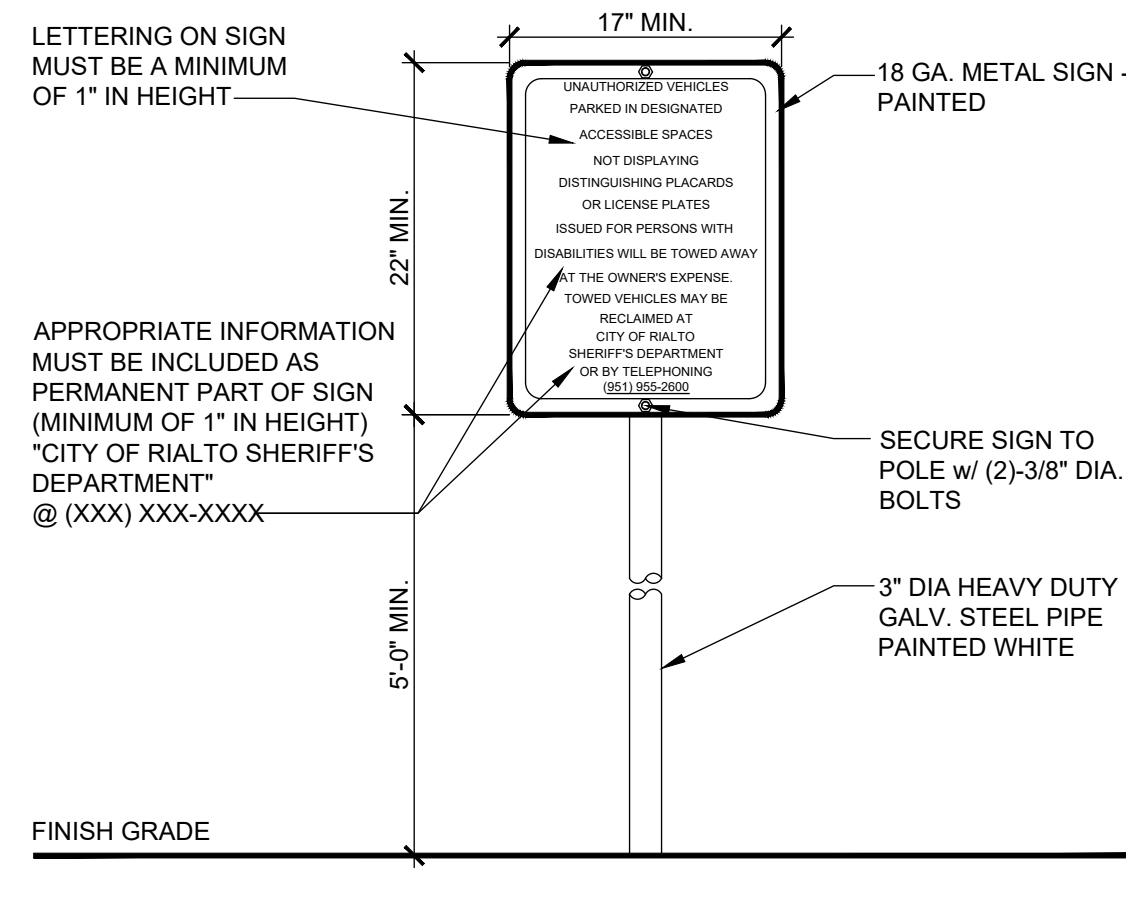 LETTERING ON SIGN
MUST BE A MINIMUM
OF 1" IN HEIGHT
17" MIN.
18 GA. METAL SIGN -
PAINTED
22" MIN.
UNAUTHORIZED VEHICLES
PARKED IN DESIGNATED
ACCESSIBLE SPACES
NOT DISPLAYING
DISTINGUISHING PLACARDS
OR LICENSE PLATES
ISSUED FOR PERSONS WITH
DISABILITIES WILL BE TOWED AWAY
AT THE OWNER'S EXPENSE.
TOWED VEHICLES MAY BE
RECLAIMED AT
CITY OF RIALTO
SHERIFF'S DEPARTMENT
OR BY TELEPHONING
(951) 955-2600
APPROPRIATE INFORMATION
MUST BE INCLUDED AS
PERMANENT PART OF SIGN
(MINIMUM OF 1" IN HEIGHT)
"CITY OF RIALTO SHERIFF'S
DEPARTMENT"
@ (XXX) XXX-XXXX
SECURE SIGN TO
POLE w/ (2)-3/8" DIA.
BOLTS
5'-0" MIN.
3" DIA HEAVY DUTY
GALV. STEEL PIPE
PAINTED WHITE
FINISH GRADE